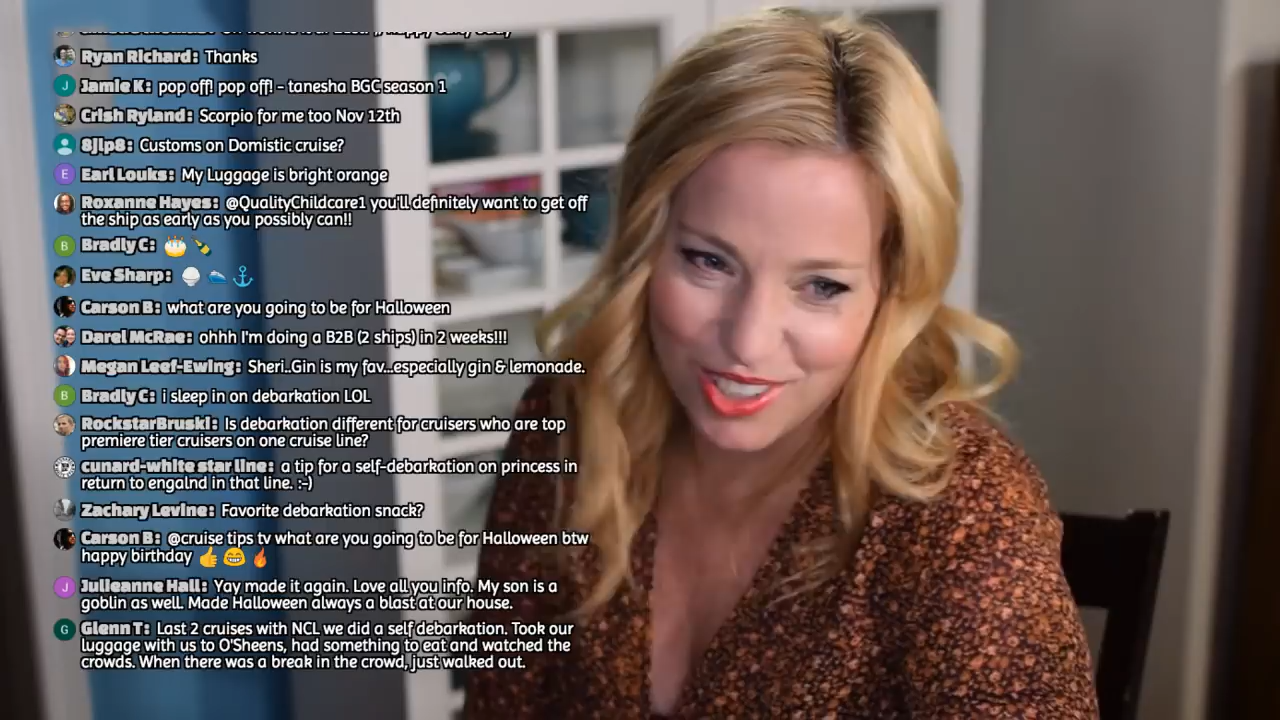 Ryan Richard: Thanks
Jamie K: pop off! pop off! - tanesha BGC season 1
Crish Ryland: Scorpio for me too Nov 12th
8Jlp8: Customs on Domistic cruise?
Earl Louks: My Luggage is bright orange
Roxanne Hayes: @QualityChildcare1 you'll definitely want to get off
the ship as early as you possibly can!!
Bradly C: 🎂 🍾
Eve Sharp: 🍚 🛳 ⚓
Carson B: what are you going to be for Halloween
Darel McRae: ohhh I'm doing a B2B (2 ships) in 2 weeks!!!
Megan Leef-Ewing: Sheri..Gin is my fav...especially gin & lemonade.
Bradly C: i sleep in on debarkation LOL
RockstarBruski: Is debarkation different for cruisers who are top
premiere tier cruisers on one cruise line?
cunard-white star line: a tip for a self-debarkation on princess in
return to engalnd in that line. :-)
Zachary Levine: Favorite debarkation snack?
Carson B: @cruise tips tv what are you going to be for Halloween btw
happy birthday 👍 😂 🔥
Julieanne Hall: Yay made it again. Love all you info. My son is a
goblin as well. Made Halloween always a blast at our house.
Glenn T: Last 2 cruises with NCL we did a self debarkation. Took our
luggage with us to O'Sheens, had something to eat and watched the
crowds. When there was a break in the crowd, just walked out.